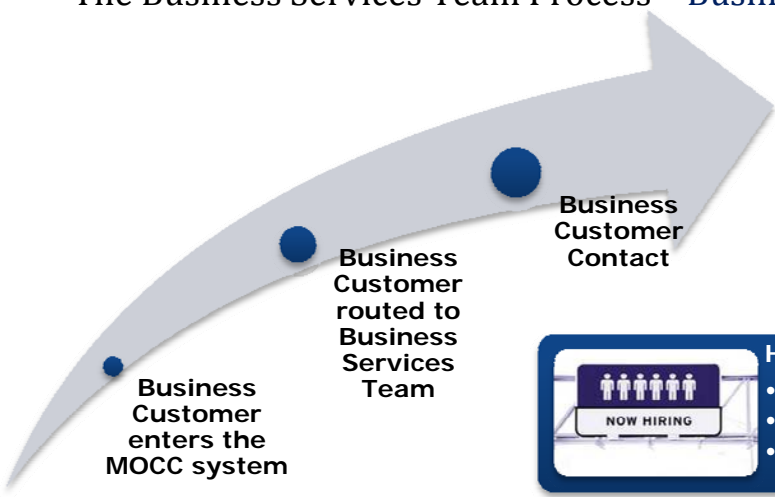 The Business Services Team Process
Business
Customer
Contact
Business
Customer
routed to
Business
Services
Team
Business
Customer
enters the
MOCC system
NOW HIRING